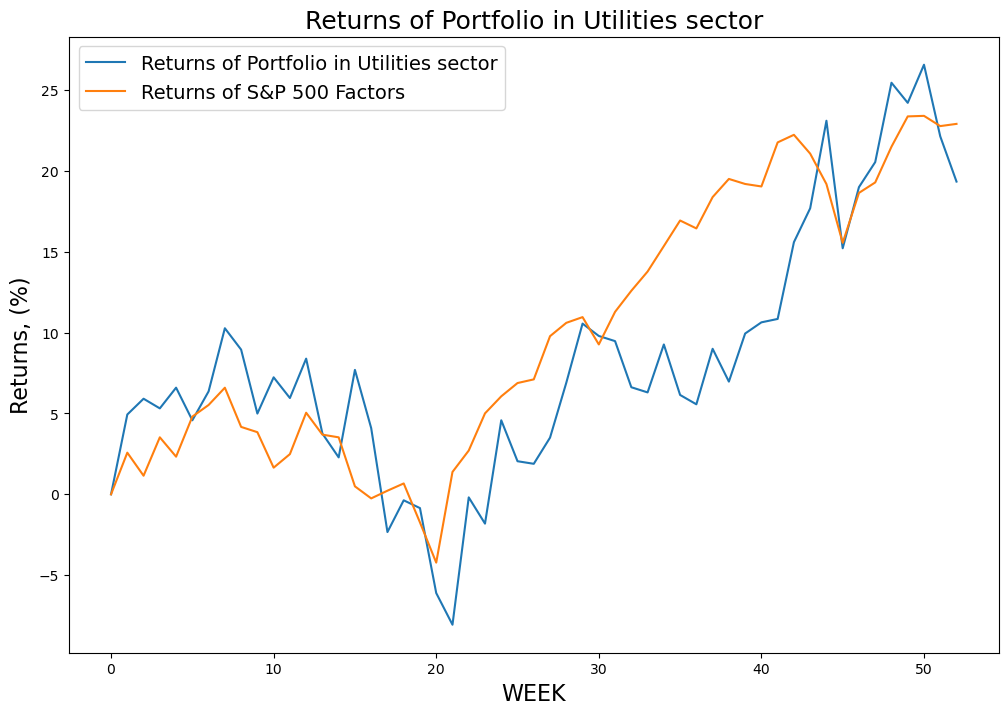 Returns of Portfolio in Utilities sector
Returns of Portfolio in Utilities sector
Returns of S&P 500 Factors
Returns, (%)
25
20
15
10
5
0
−5
0 10 20 30 40 50
WEEK